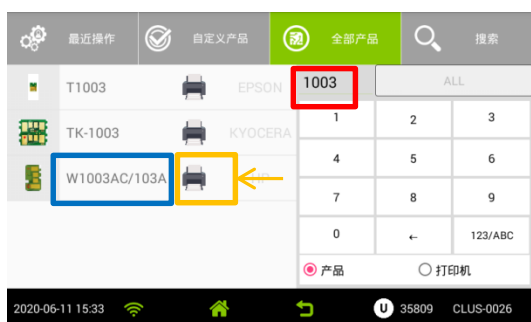 最近操作 自定义产品 全部产品 搜索
T1003 EPSON 1003 ALL
TK-1003 KYOCERA
W1003AC/103A HP
1 2 3
4 5 6
7 8 9
0 ← 123/ABC
产品 打印机
2020-06-11 15:33 U 35809 CLUS-0026